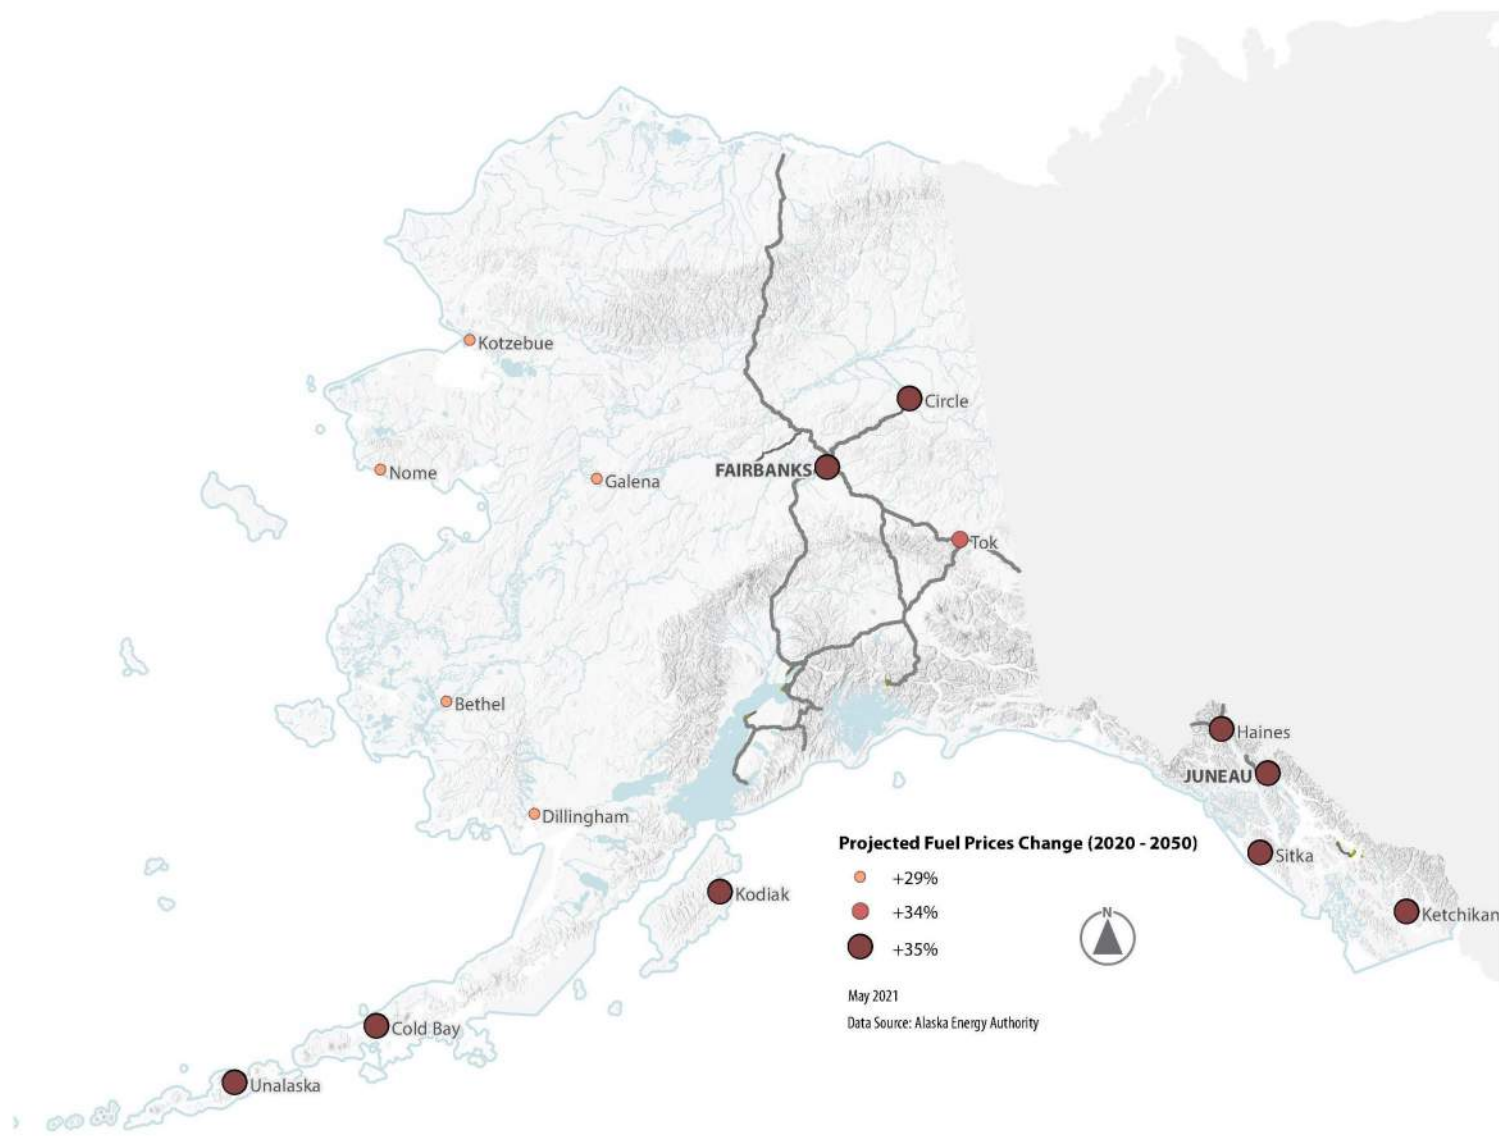 Kotzebue
Circle
FAIRBANKS
Nome
Galena
Tok
Bethel
Haines
JUNEAU
Dillingham
Projected Fuel Prices Change (2020 - 2050)
Sitka
+29%
Kodiak
+34%
N
Ketchikan
+35%
May 2021
Data Source: Alaska Energy Authority
Cold Bay
Unalaska